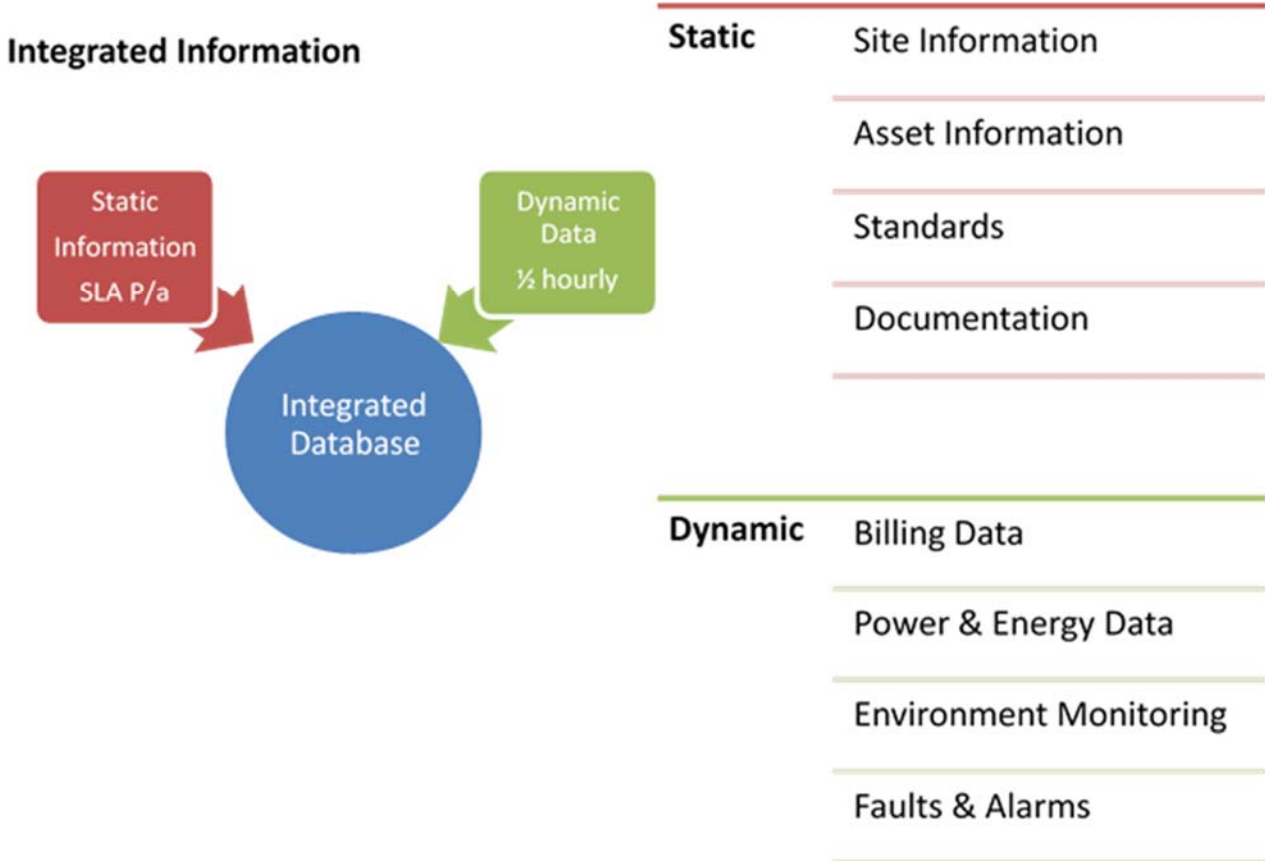 Integrated Information
Static
Information
SLA P/a
Dynamic
Data
½ hourly
Integrated
Database
Static
Site Information
Asset Information
Standards
Documentation
Dynamic
Billing Data
Power & Energy Data
Environment Monitoring
Faults & Alarms